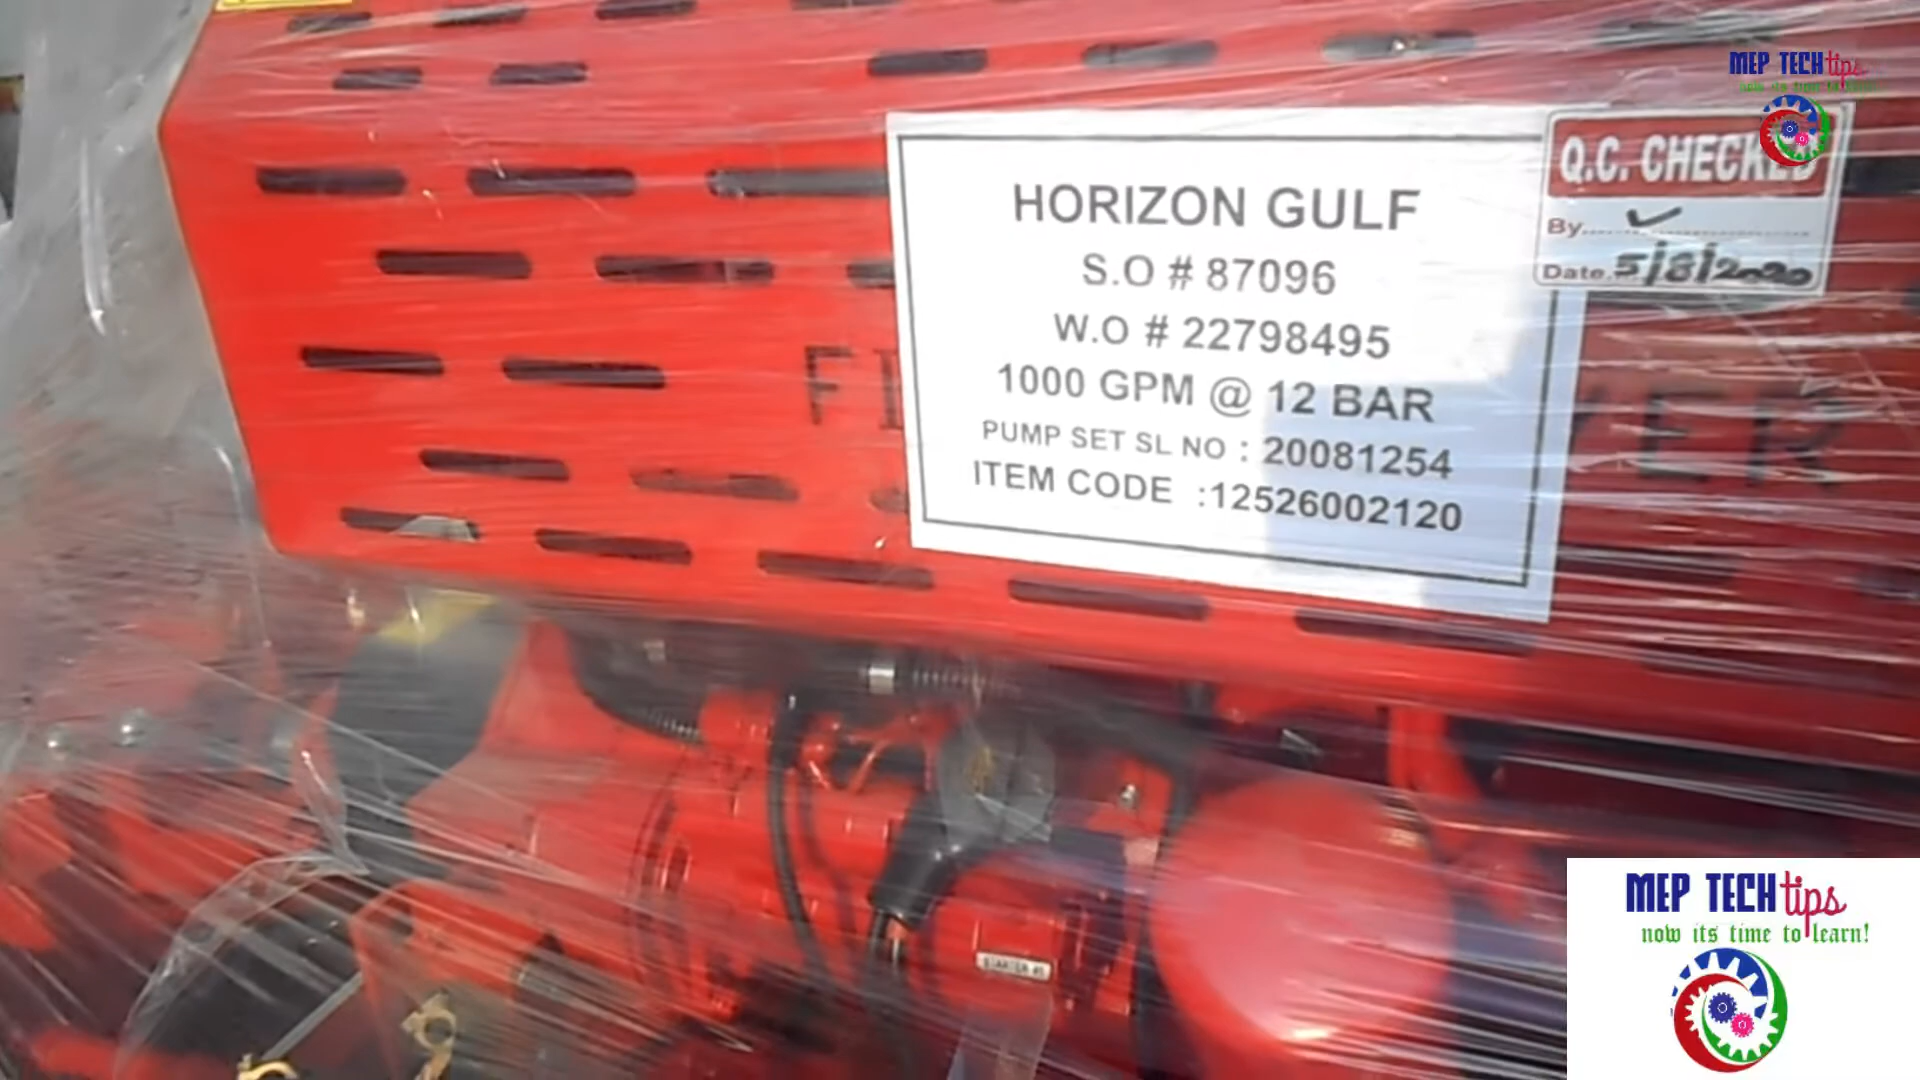 MEP TECH tips
HORIZON GULF
S.O # 87096
W.O # 22798495
1000 GPM @ 12 BAR
PUMP SET SL NO : 20081254
ITEM CODE :12526002120
Q.C. CHECKED
By
Date 5/8/2020
MEP TECH tips
now its time to learn!